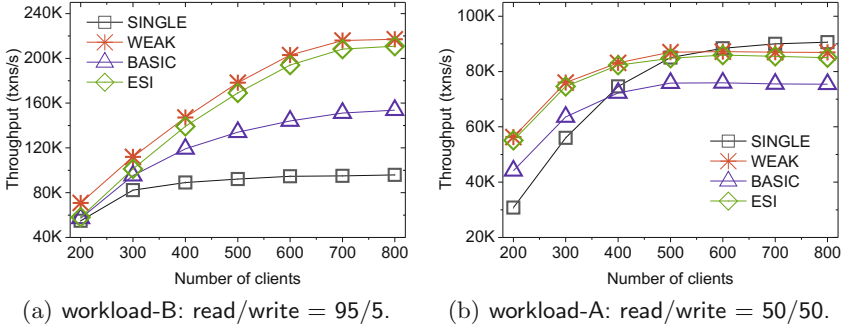 240K
200K
160K
120K
80K
40K
Throughput (txns/s)
SINGLE
WEAK
BASIC
ESI
200 300 400 500 600 700 800
Number of clients
(a) workload-B: read/write = 95/5.
100K
80K
60K
40K
20K
Throughput (txns/s)
SINGLE
WEAK
BASIC
ESI
200 300 400 500 600 700 800
Number of clients
(b) workload-A: read/write = 50/50.